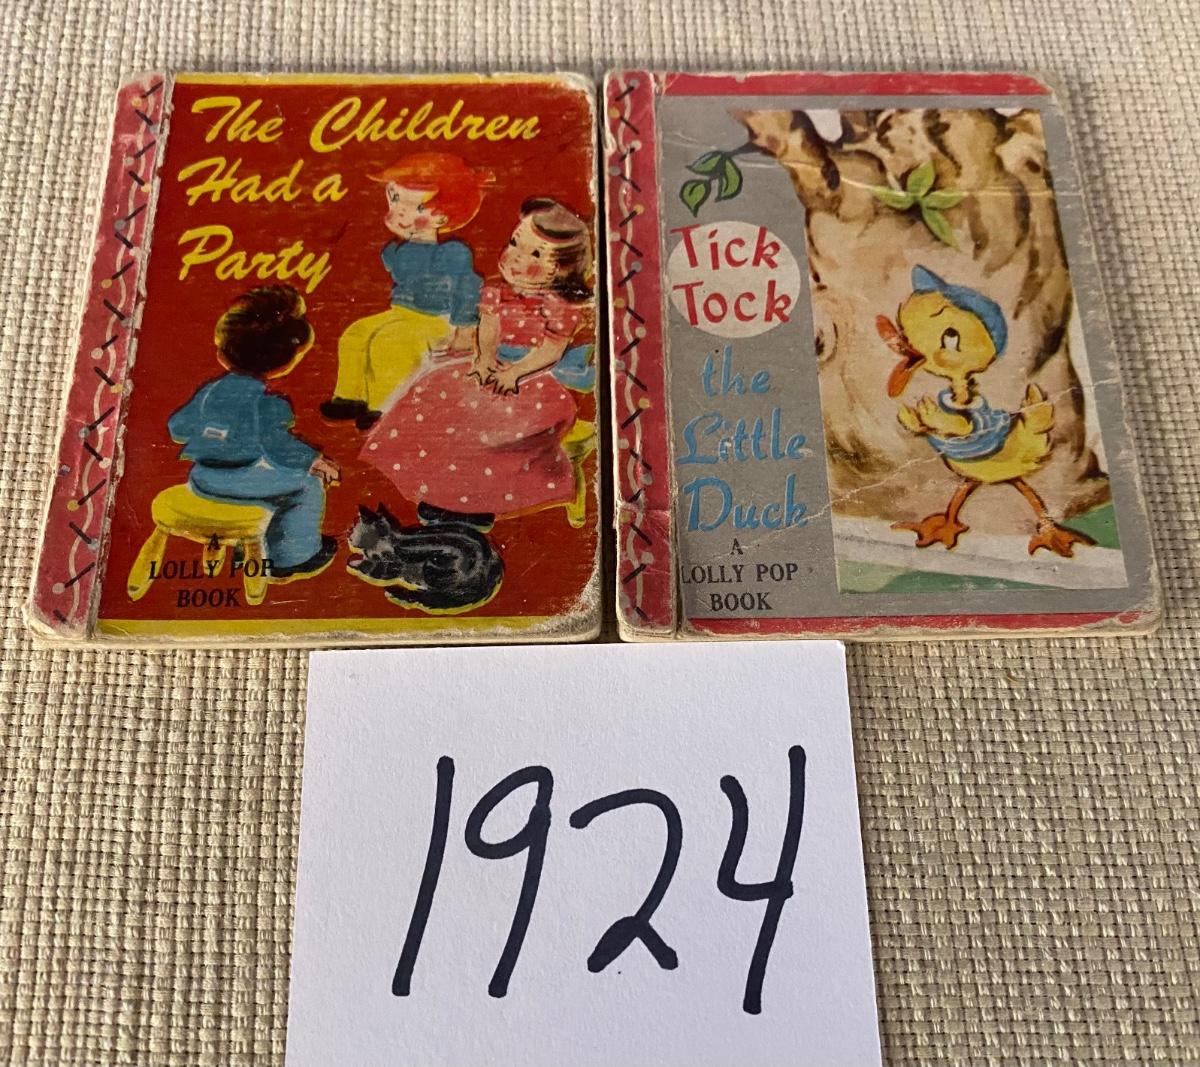 The Children
Had a
Party
A
LOLLY POP
BOOK
Tick
Tock
the
Little
Duck
A
LOLLY POP
BOOK
1924